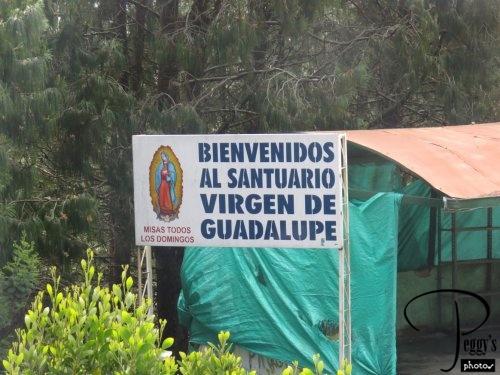 BIENVENIDOS
AL SANTUARIO
VIRGEN DE
GUADALUPE
MISAS TODOS
LOS DOMINGOS
Peggy's
photos